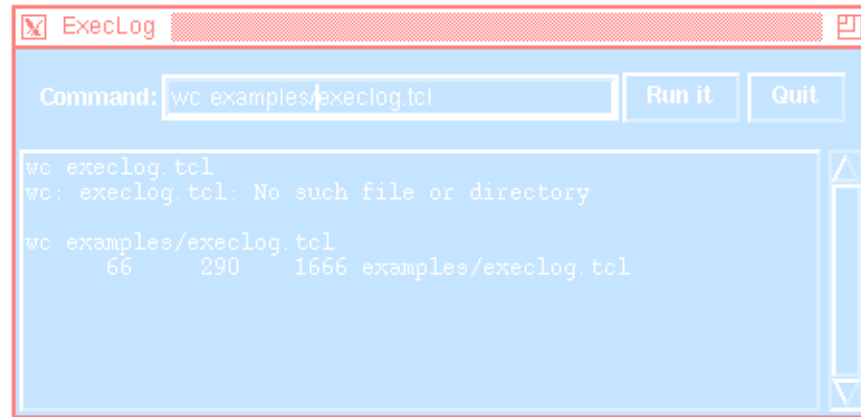 ExecLog
Command: wc examples/execlog.tcl Run it Quit
wc execlog.tcl
wc: execlog.tcl: No such file or directory
wc examples/execlog.tcl
66 290 1666 examples/execlog.tcl